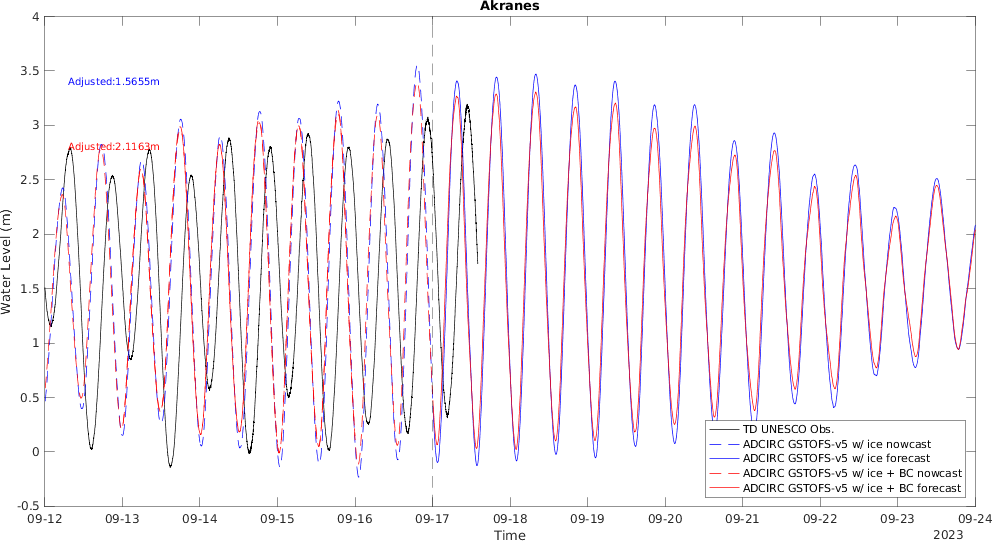 Akranes
4
3.5
3
2.5
2
1.5
1
0.5
0
-0.5
Water Level (m)
Adjusted:1.5655m
Adjusted:2.1163m
TD UNESCO Obs.
ADCIRC GSTOFS-v5 w/ ice nowcast
ADCIRC GSTOFS-v5 w/ ice forecast
ADCIRC GSTOFS-v5 w/ ice + BC nowcast
ADCIRC GSTOFS-v5 w/ ice + BC forecast
09-12 09-13 09-14 09-15 09-16 09-17 09-18 09-19 09-20 09-21 09-22 09-23 09-24
Time
2023